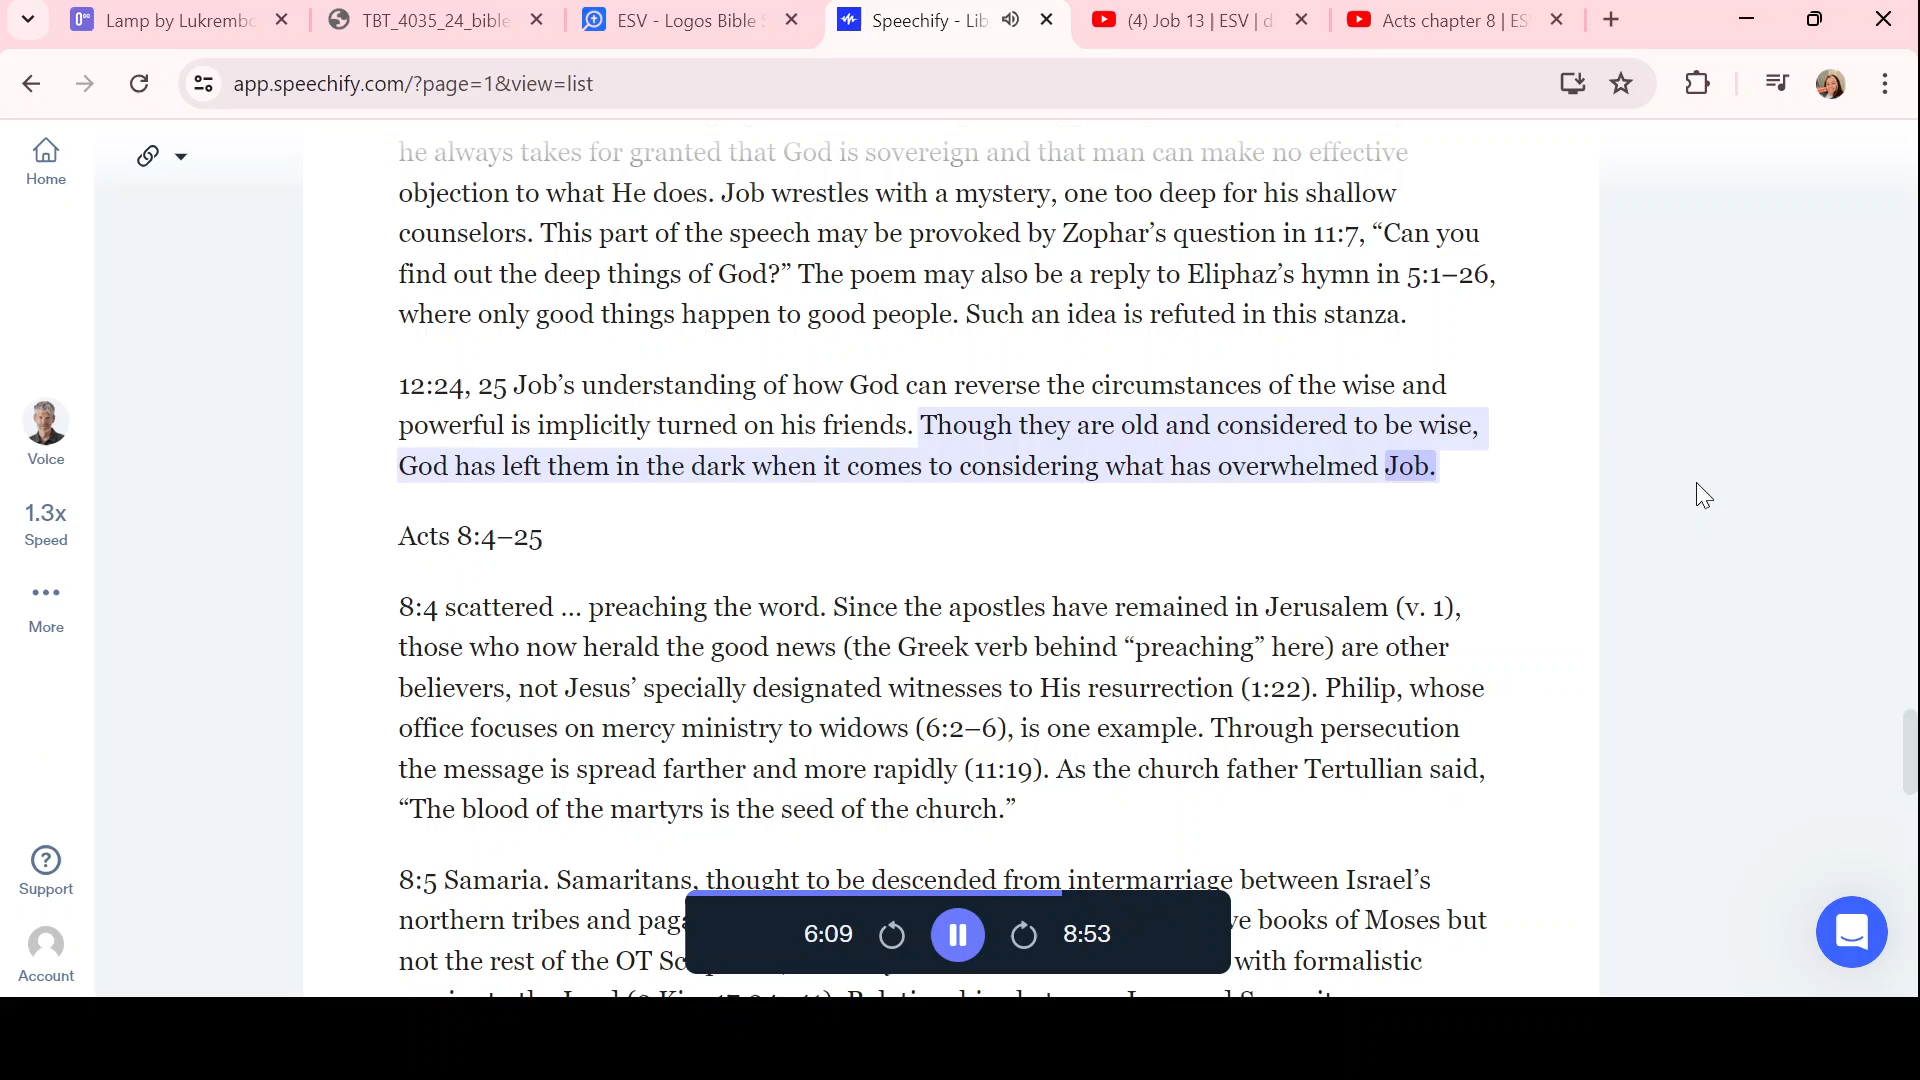 Lamp by Lukrembo
TBT_4035_24_bible
ESV - Logos Bible S
Speechify - Lib
(4) Job 13 | ESV | d
Acts chapter 8 | ES
app.speechify.com/?page=1&view=list
Home
he always takes for granted that God is sovereign and that man can make no effective
objection to what He does. Job wrestles with a mystery, one too deep for his shallow
counselors. This part of the speech may be provoked by Zophar’s question in 11:7, “Can you
find out the deep things of God?” The poem may also be a reply to Eliphaz’s hymn in 5:1–26,
where only good things happen to good people. Such an idea is refuted in this stanza.
12:24, 25 Job’s understanding of how God can reverse the circumstances of the wise and
powerful is implicitly turned on his friends. Though they are old and considered to be wise,
God has left them in the dark when it comes to considering what has overwhelmed Job.
Voice
1.3x
Speed
More
Acts 8:4–25
8:4 scattered … preaching the word. Since the apostles have remained in Jerusalem (v. 1),
those who now herald the good news (the Greek verb behind “preaching” here) are other
believers, not Jesus’ specially designated witnesses to His resurrection (1:22). Philip, whose
office focuses on mercy ministry to widows (6:2–6), is one example. Through persecution
the message is spread farther and more rapidly (11:19). As the church father Tertullian said,
“The blood of the martyrs is the seed of the church.”
8:5 Samaria. Samaritans, thought to be descended from intermarriage between Israel’s
northern tribes and paga ve books of Moses but
not the rest of the OT Sc with formalistic
6:09
8:53
Support
Account